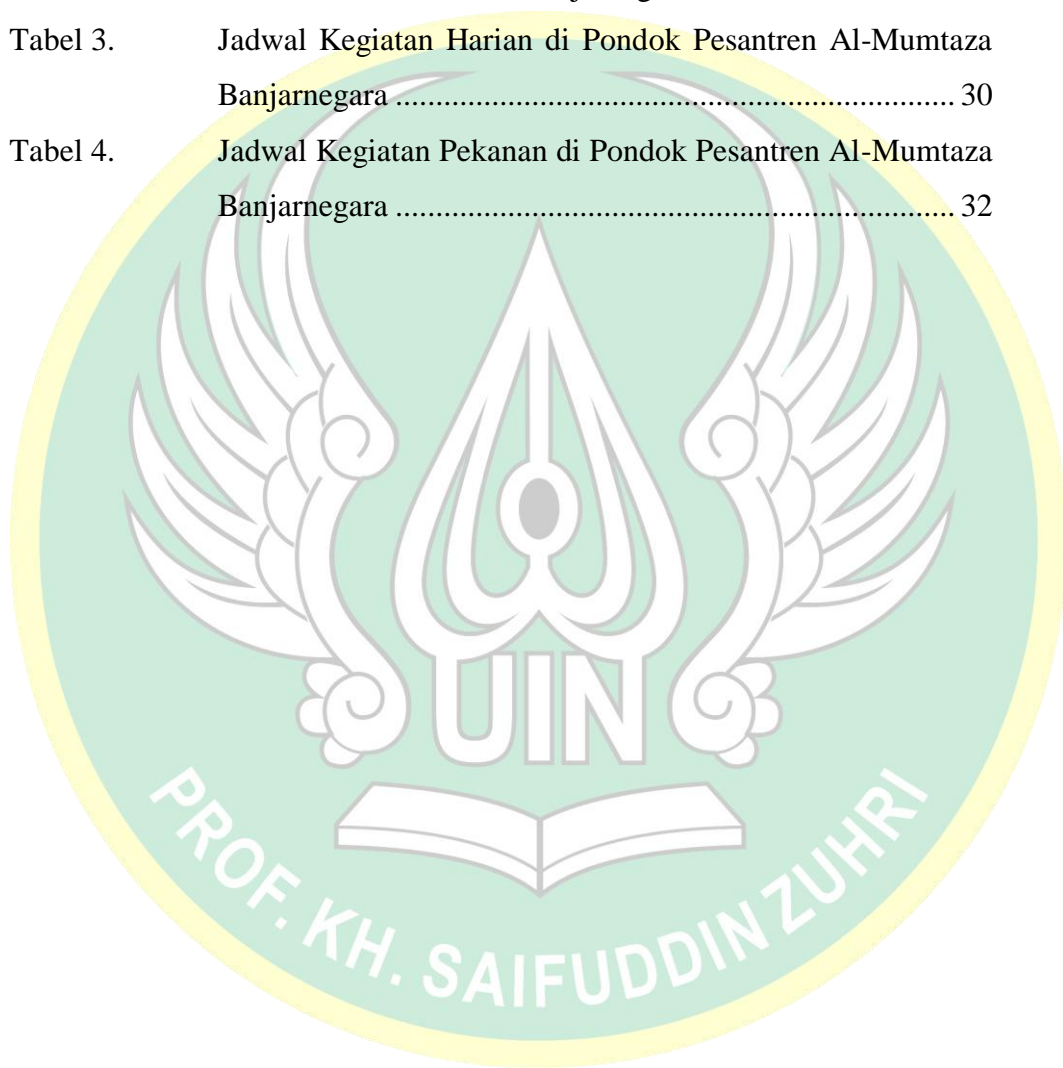 Tabel 3. Jadwal Kegiatan Harian di Pondok Pesantren Al-Mumtaza
Banjarnegara ..................................................................... 30
Tabel 4. Jadwal Kegiatan Pekanan di Pondok Pesantren Al-Mumtaza
Banjarnegara ..................................................................... 32
UIN
PROF. KH. SAIFUDDIN ZUHRI